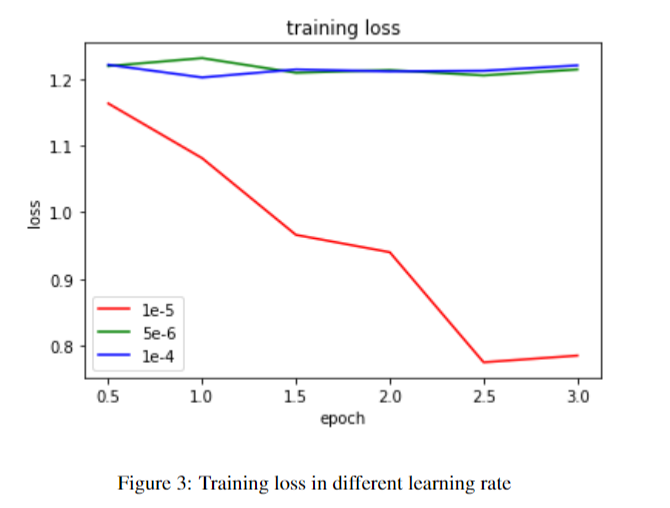 training loss
1.2
1.1
1.0
0.9
0.8
loss
1e-5
5e-6
1e-4
0.5 1.0 1.5 2.0 2.5 3.0
epoch
Figure 3: Training loss in different learning rate